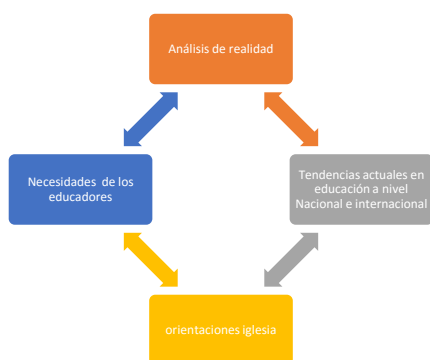 Análisis de realidad
Necesidades de los
educadores
Tendencias actuales en
educación a nivel
Nacional e internacional
orientaciones iglesia